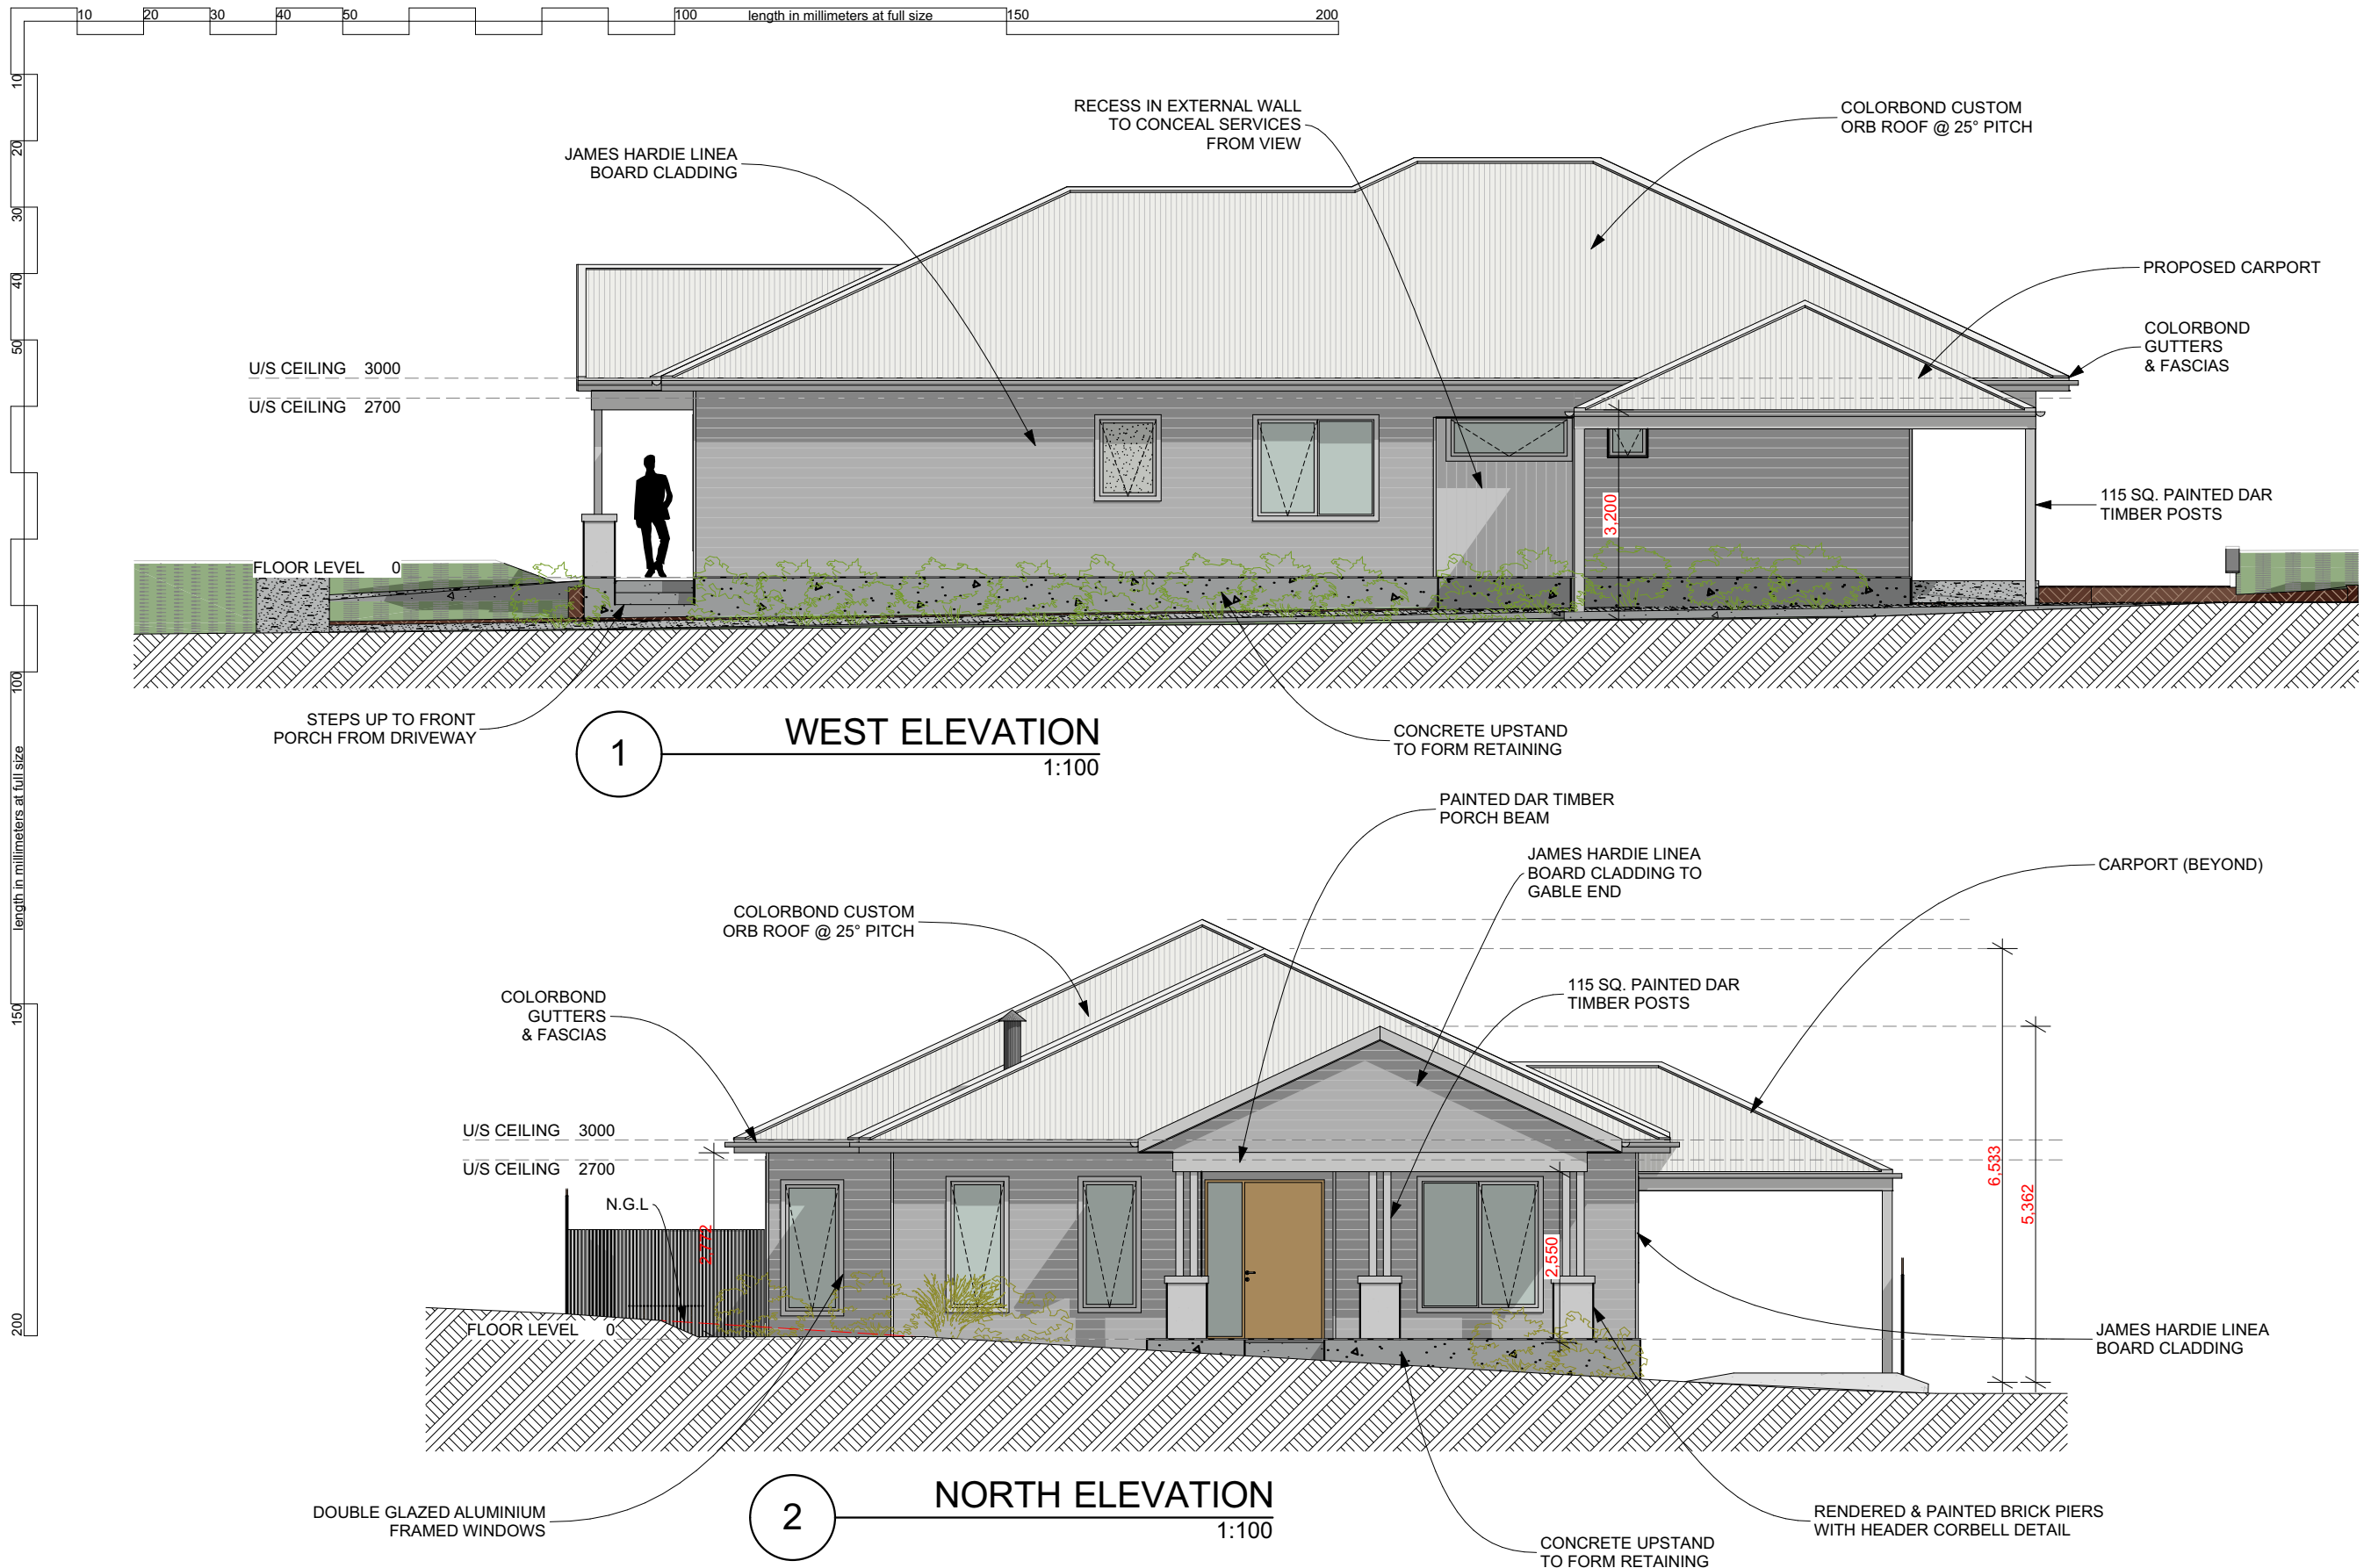 10 20 30 40 50 100 length in millimeters at full size 150 200
10
20
30
40
50
100
length in millimeters at full size
150
200
RECESS IN EXTERNAL WALL
TO CONCEAL SERVICES
FROM VIEW
COLORBOND CUSTOM
ORB ROOF @ 25° PITCH
JAMES HARDIE LINEA
BOARD CLADDING
PROPOSED CARPORT
COLORBOND
GUTTERS
& FASCIAS
U/S CEILING 3000
U/S CEILING 2700
115 SQ. PAINTED DAR
TIMBER POSTS
3,200
FLOOR LEVEL 0
STEPS UP TO FRONT
PORCH FROM DRIVEWAY
1
WEST ELEVATION
1:100
CONCRETE UPSTAND
TO FORM RETAINING
PAINTED DAR TIMBER
PORCH BEAM
JAMES HARDIE LINEA
BOARD CLADDING TO
GABLE END
CARPORT (BEYOND)
COLORBOND CUSTOM
ORB ROOF @ 25° PITCH
115 SQ. PAINTED DAR
TIMBER POSTS
COLORBOND
GUTTERS
& FASCIAS
U/S CEILING 3000
U/S CEILING 2700
6,533
5,362
N.G.L
2,772
2,550
FLOOR LEVEL 0
JAMES HARDIE LINEA
BOARD CLADDING
DOUBLE GLAZED ALUMINIUM
FRAMED WINDOWS
2
NORTH ELEVATION
1:100
RENDERED & PAINTED BRICK PIERS
WITH HEADER CORBELL DETAIL
CONCRETE UPSTAND
TO FORM RETAINING